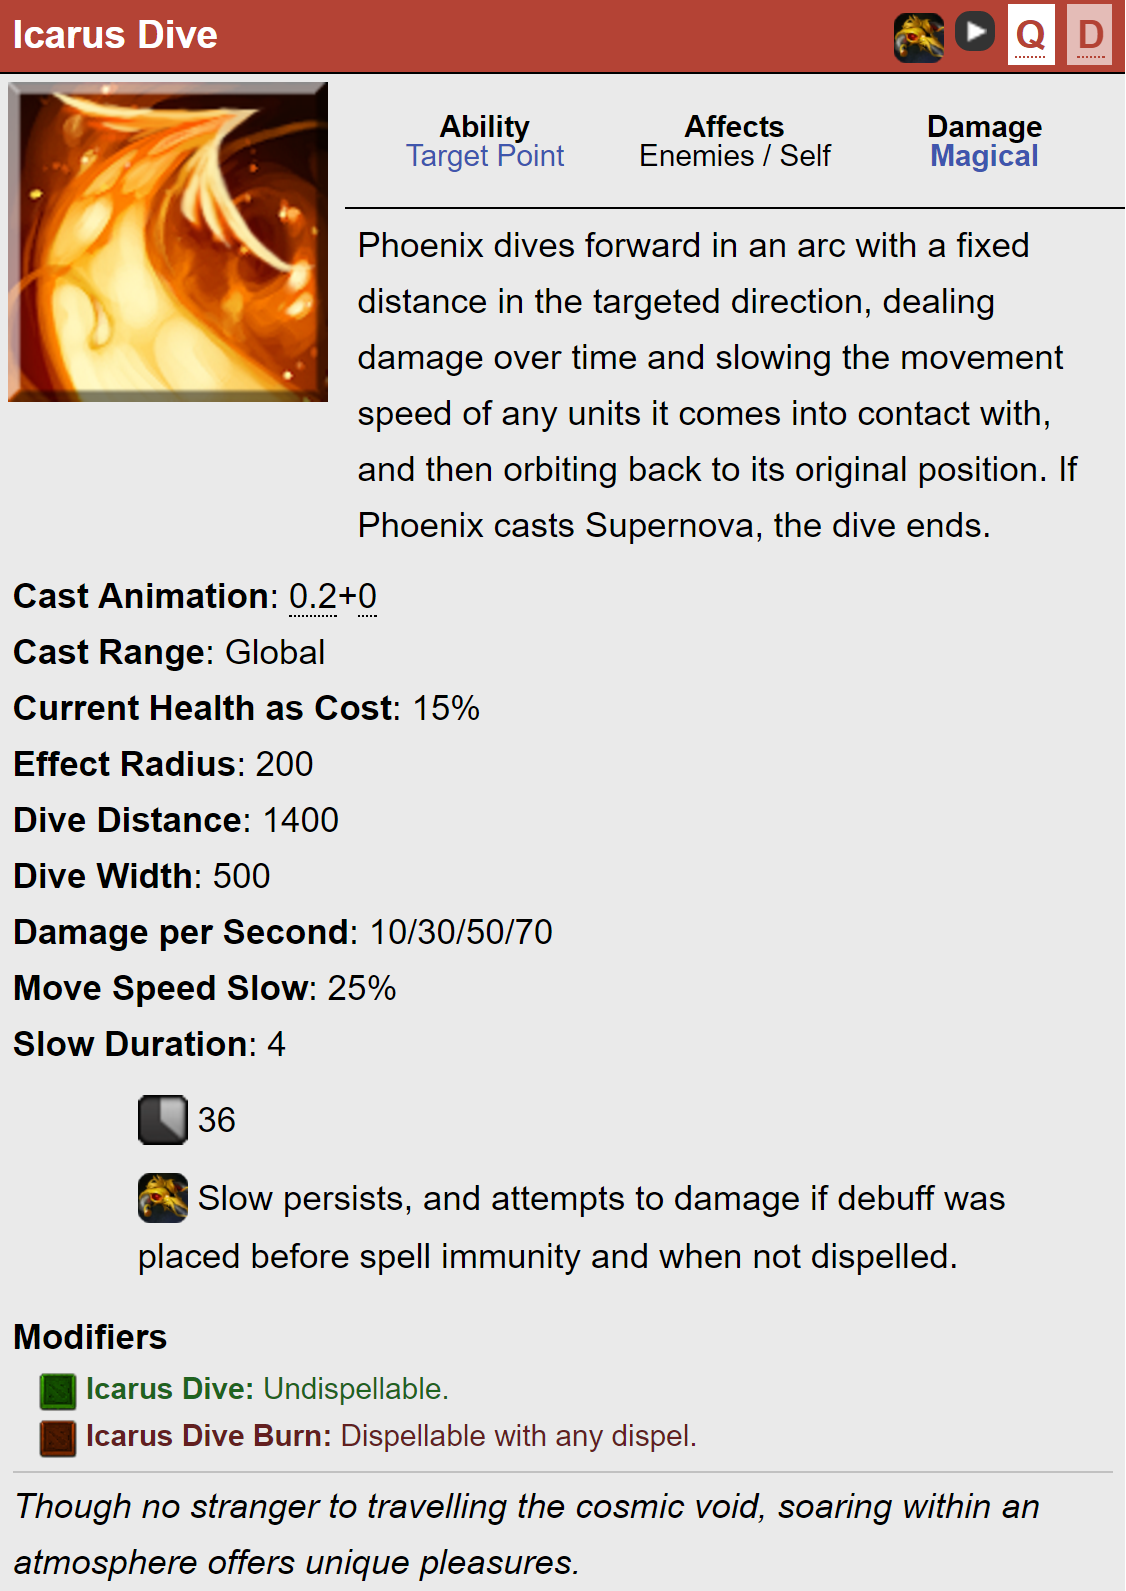 Icarus Dive
Q D
Ability Affects Damage
Target Point Enemies / Self Magical
Phoenix dives forward in an arc with a fixed
distance in the targeted direction, dealing
damage over time and slowing the movement
speed of any units it comes into contact with,
and then orbiting back to its original position. If
Phoenix casts Supernova, the dive ends.
Cast Animation: 0.2+0
Cast Range: Global
Current Health as Cost: 15%
Effect Radius: 200
Dive Distance: 1400
Dive Width: 500
Damage per Second: 10/30/50/70
Move Speed Slow: 25%
Slow Duration: 4
36
Slow persists, and attempts to damage if debuff was
placed before spell immunity and when not dispelled.
Modifiers
Icarus Dive: Undispellable.
Icarus Dive Burn: Dispellable with any dispel.
Though no stranger to travelling the cosmic void, soaring within an
atmosphere offers unique pleasures.